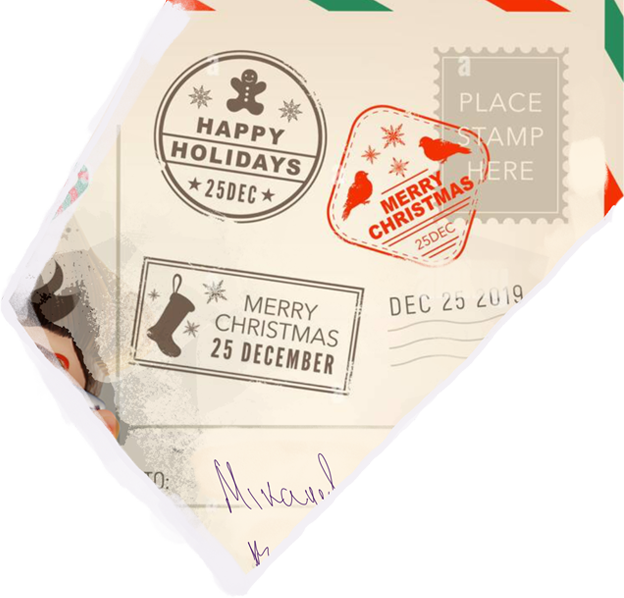 HAPPY
HOLIDAYS
★25DEC★
PLACE
STAMP
HERE
MERRY
CHRISTMAS
25DEC
MERRY
CHRISTMAS
25 DECEMBER
DEC 25 2019
TO: